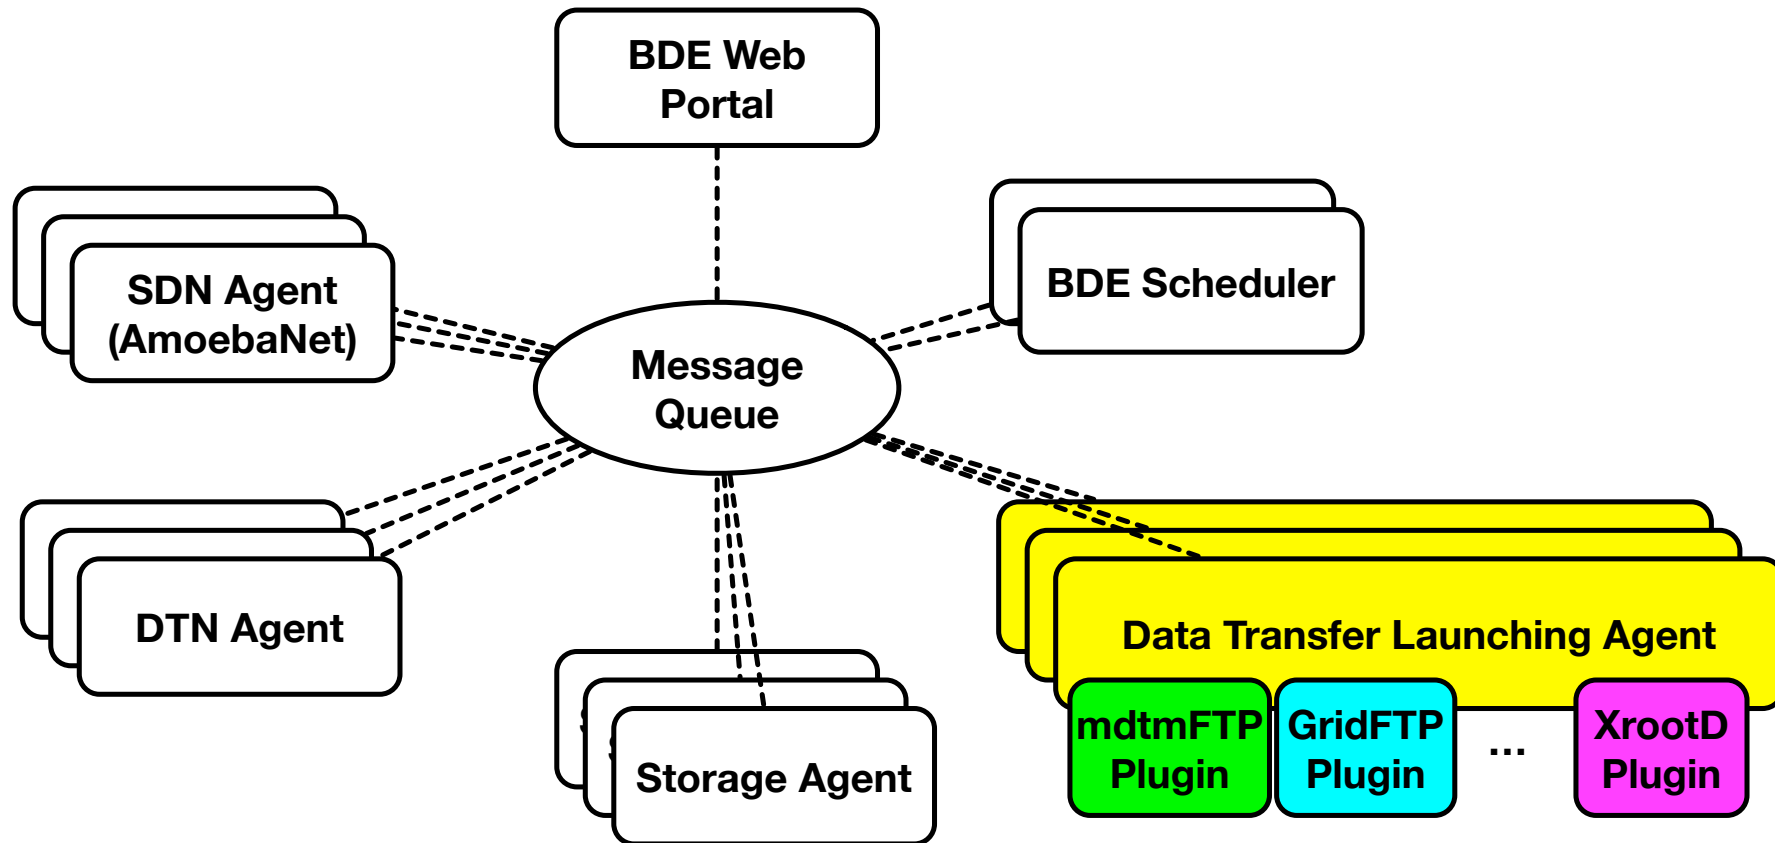 BDE Web
Portal
SDN Agent
(AmoebaNet)
BDE Scheduler
Message
Queue
DTN Agent
Data Transfer Launching Agent
mdtmFTP
Plugin
GridFTP
Plugin
...
XrootD
Plugin
Storage Agent